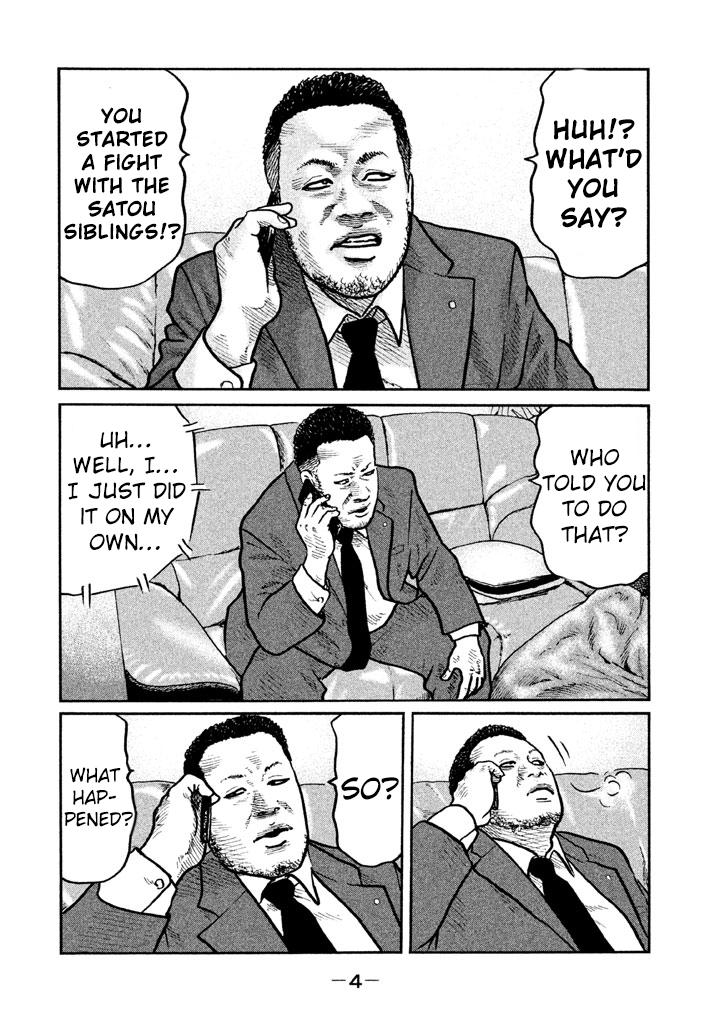 HUH!?
WHAT'D
YOU
SAY?
YOU
STARTED
A FIGHT
WITH THE
SATOU
SIBLINGS!?
WHO
TOLD YOU
TO DO
THAT?
UH...
WELL, I...
I JUST DID
IT ON MY
OWN...
SO?
WHAT
HAP-
PENED?
—4—